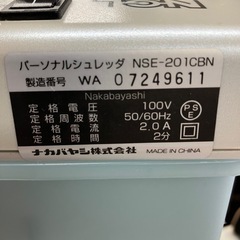 パーソナルシュレッダ NSE-201CBN
製造番号 WA 07249611
Nakabayashi
定格電圧 100V
定格周波数 50/60Hz
定格電流 2.0A
定格時間 2分
PSE
ナカバヤシ株式会社 MADE IN CHINA